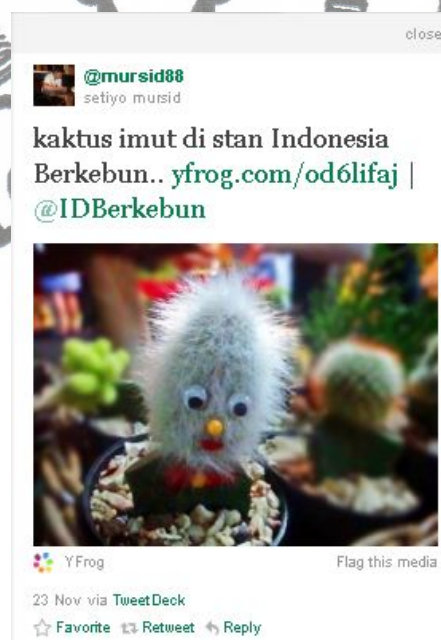 close
@mursid88
setiyo mursid
kaktus imut di stan Indonesia
Berkebun.. yfrog.com/od6lifaj |
@IDBerkebun
YFrog Flag this media
23 Nov via TweetDeck
Favorite Retweet Reply